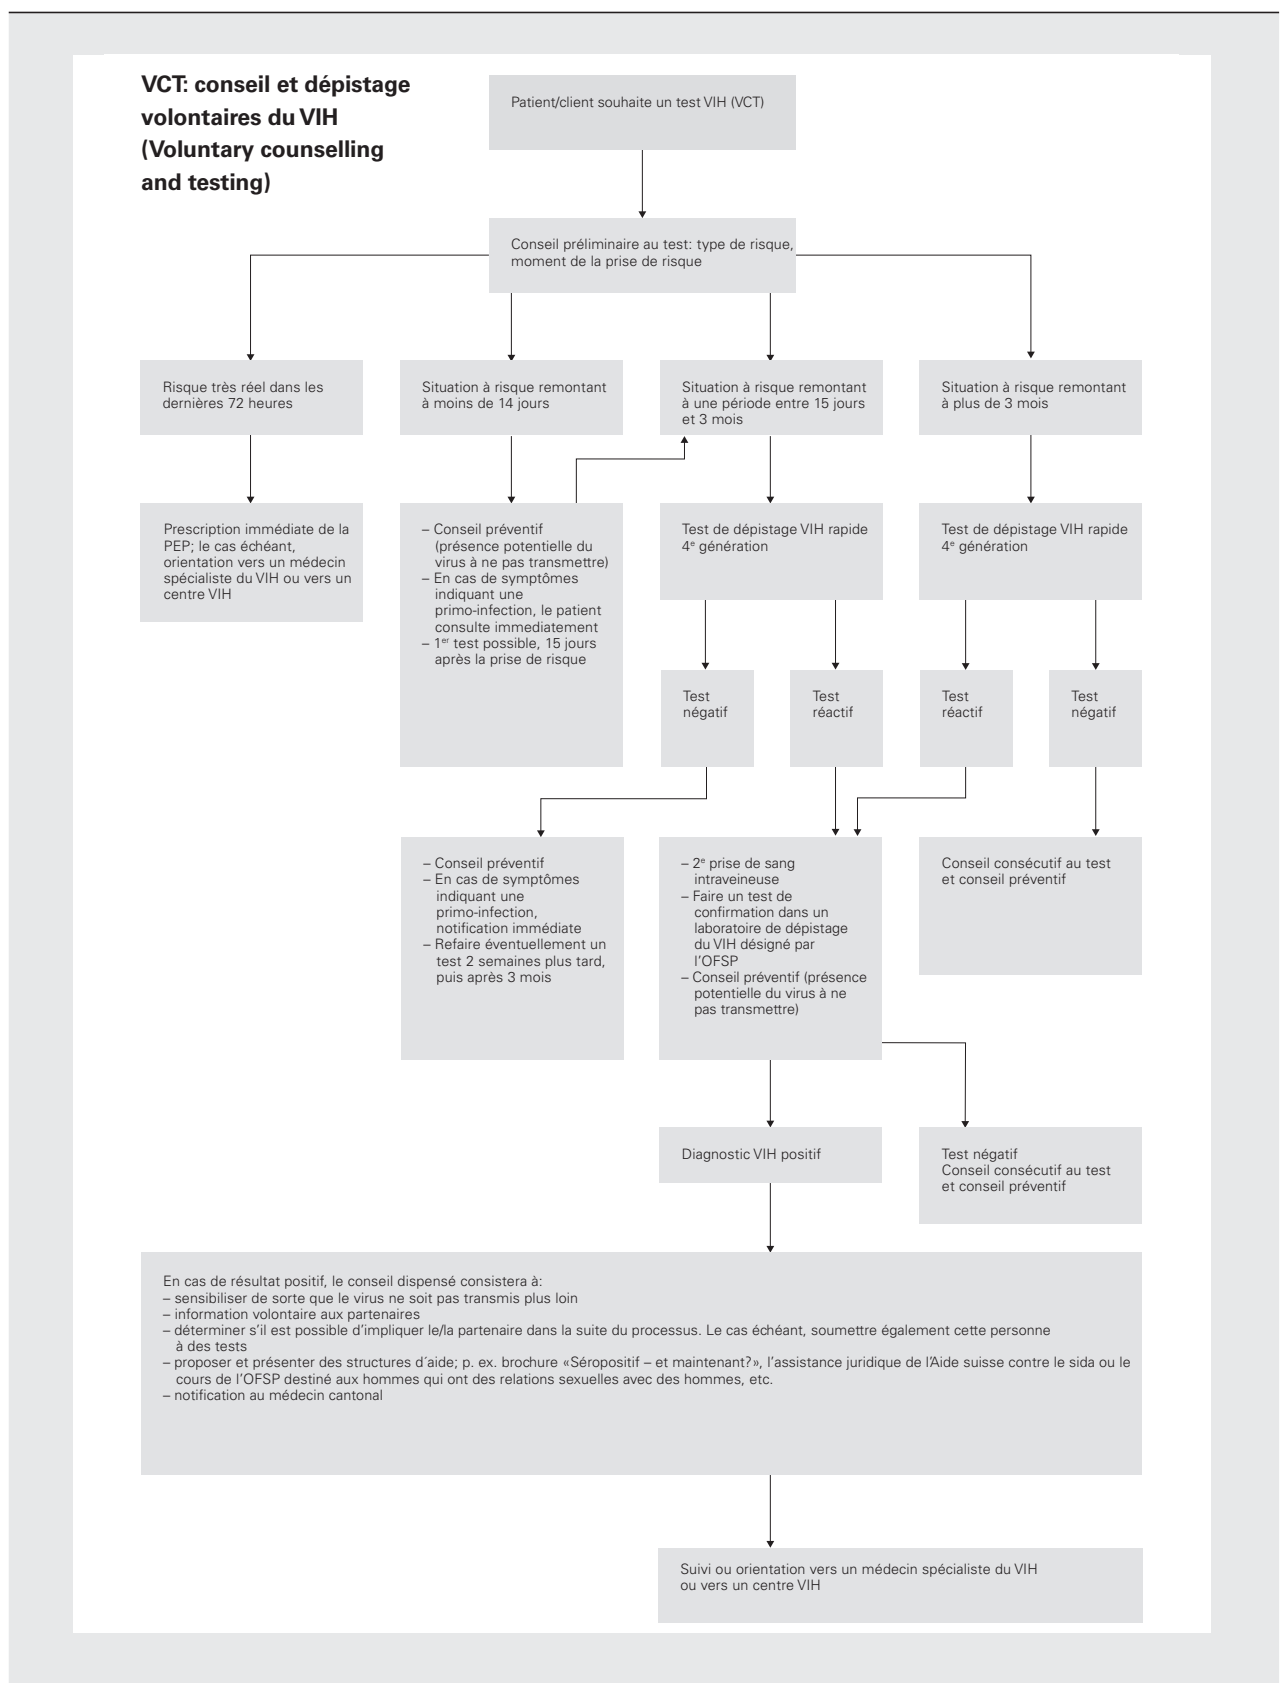 VCT: conseil et dépistage
volontaires du VIH
(Voluntary counselling
and testing)
Patient/client souhaite un test VIH (VCT)
Conseil préliminaire au test: type de risque,
moment de la prise de risque
Risque très réel dans les
dernières 72 heures
Situation à risque remontant
à moins de 14 jours
Situation à risque remontant
à une période entre 15 jours
et 3 mois
Situation à risque remontant
à plus de 3 mois
Prescription immédiate de la
PEP; le cas échéant,
orientation vers un médecin
spécialiste du VIH ou vers un
centre VIH
– Conseil préventif
(présence potentielle du
virus à ne pas transmettre)
– En cas de symptômes
indiquant une
primo-infection, le patient
consulte immediatement
– 1er test possible, 15 jours
après la prise de risque
Test de dépistage VIH rapide
4e génération
Test de dépistage VIH rapide
4e génération
Test
négatif
Test
réactif
Test
réactif
Test
négatif
– Conseil préventif
– En cas de symptômes
indiquant une
primo-infection,
notification immédiate
– Refaire éventuellement un
test 2 semaines plus tard,
puis après 3 mois
– 2e prise de sang
intraveineuse
– Faire un test de
confirmation dans un
laboratoire de dépistage
du VIH désigné par
l’OFSP
– Conseil préventif (présence
potentielle du virus à ne
pas transmettre)
Conseil consécutif au test
et conseil préventif
Diagnostic VIH positif
Test négatif
Conseil consécutif au test
et conseil préventif
En cas de résultat positif, le conseil dispensé consistera à:
– sensibiliser de sorte que le virus ne soit pas transmis plus loin
– information volontaire aux partenaires
– déterminer s’il est possible d’impliquer le/la partenaire dans la suite du processus. Le cas échéant, soumettre également cette personne
à des tests
– proposer et présenter des structures d´aide; p. ex. brochure «Séropositif – et maintenant?», l’assistance juridique de l’Aide suisse contre le sida ou le
cours de l’OFSP destiné aux hommes qui ont des relations sexuelles avec des hommes, etc.
– notification au médecin cantonal
Suivi ou orientation vers un médecin spécialiste du VIH
ou vers un centre VIH